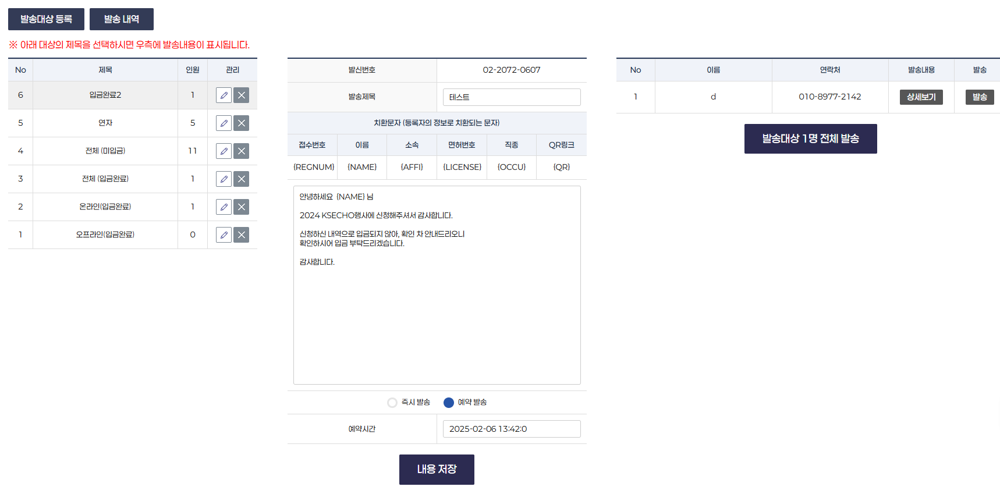 발송대상 등록 발송 내역
※ 아래 대상의 제목을 선택하시면 우측에 발송내용이 표시됩니다.
No 제목 인원 관리
6 입금완료2 1
5 연자 5
4 전체 (미입금) 11
3 전체 (입금완료) 1
2 온라인(입금완료) 1
1 오프라인(입금완료) 0
발신번호 02-2072-0607
발송제목 테스트
치환문자 (등록자의 정보로 치환되는 문자)
접수번호 이름 소속 면허번호 직종 QR링크
{REGNUM} {NAME} {AFFI} {LICENSE} {OCCU} {QR}
안녕하세요 {NAME} 님
2024 KSECHO행사에 신청해주셔서 감사합니다.
신청하신 내역으로 입금되지 않아, 확인 차 안내드리오니
확인하시어 입금 부탁드리겠습니다.
감사합니다.
즉시 발송 예약 발송
예약시간 2025-02-06 13:42:0
내용 저장
No 이름 연락처 발송내용 발송
1 d 010-8977-2142 상세보기 발송
발송대상 1명 전체 발송